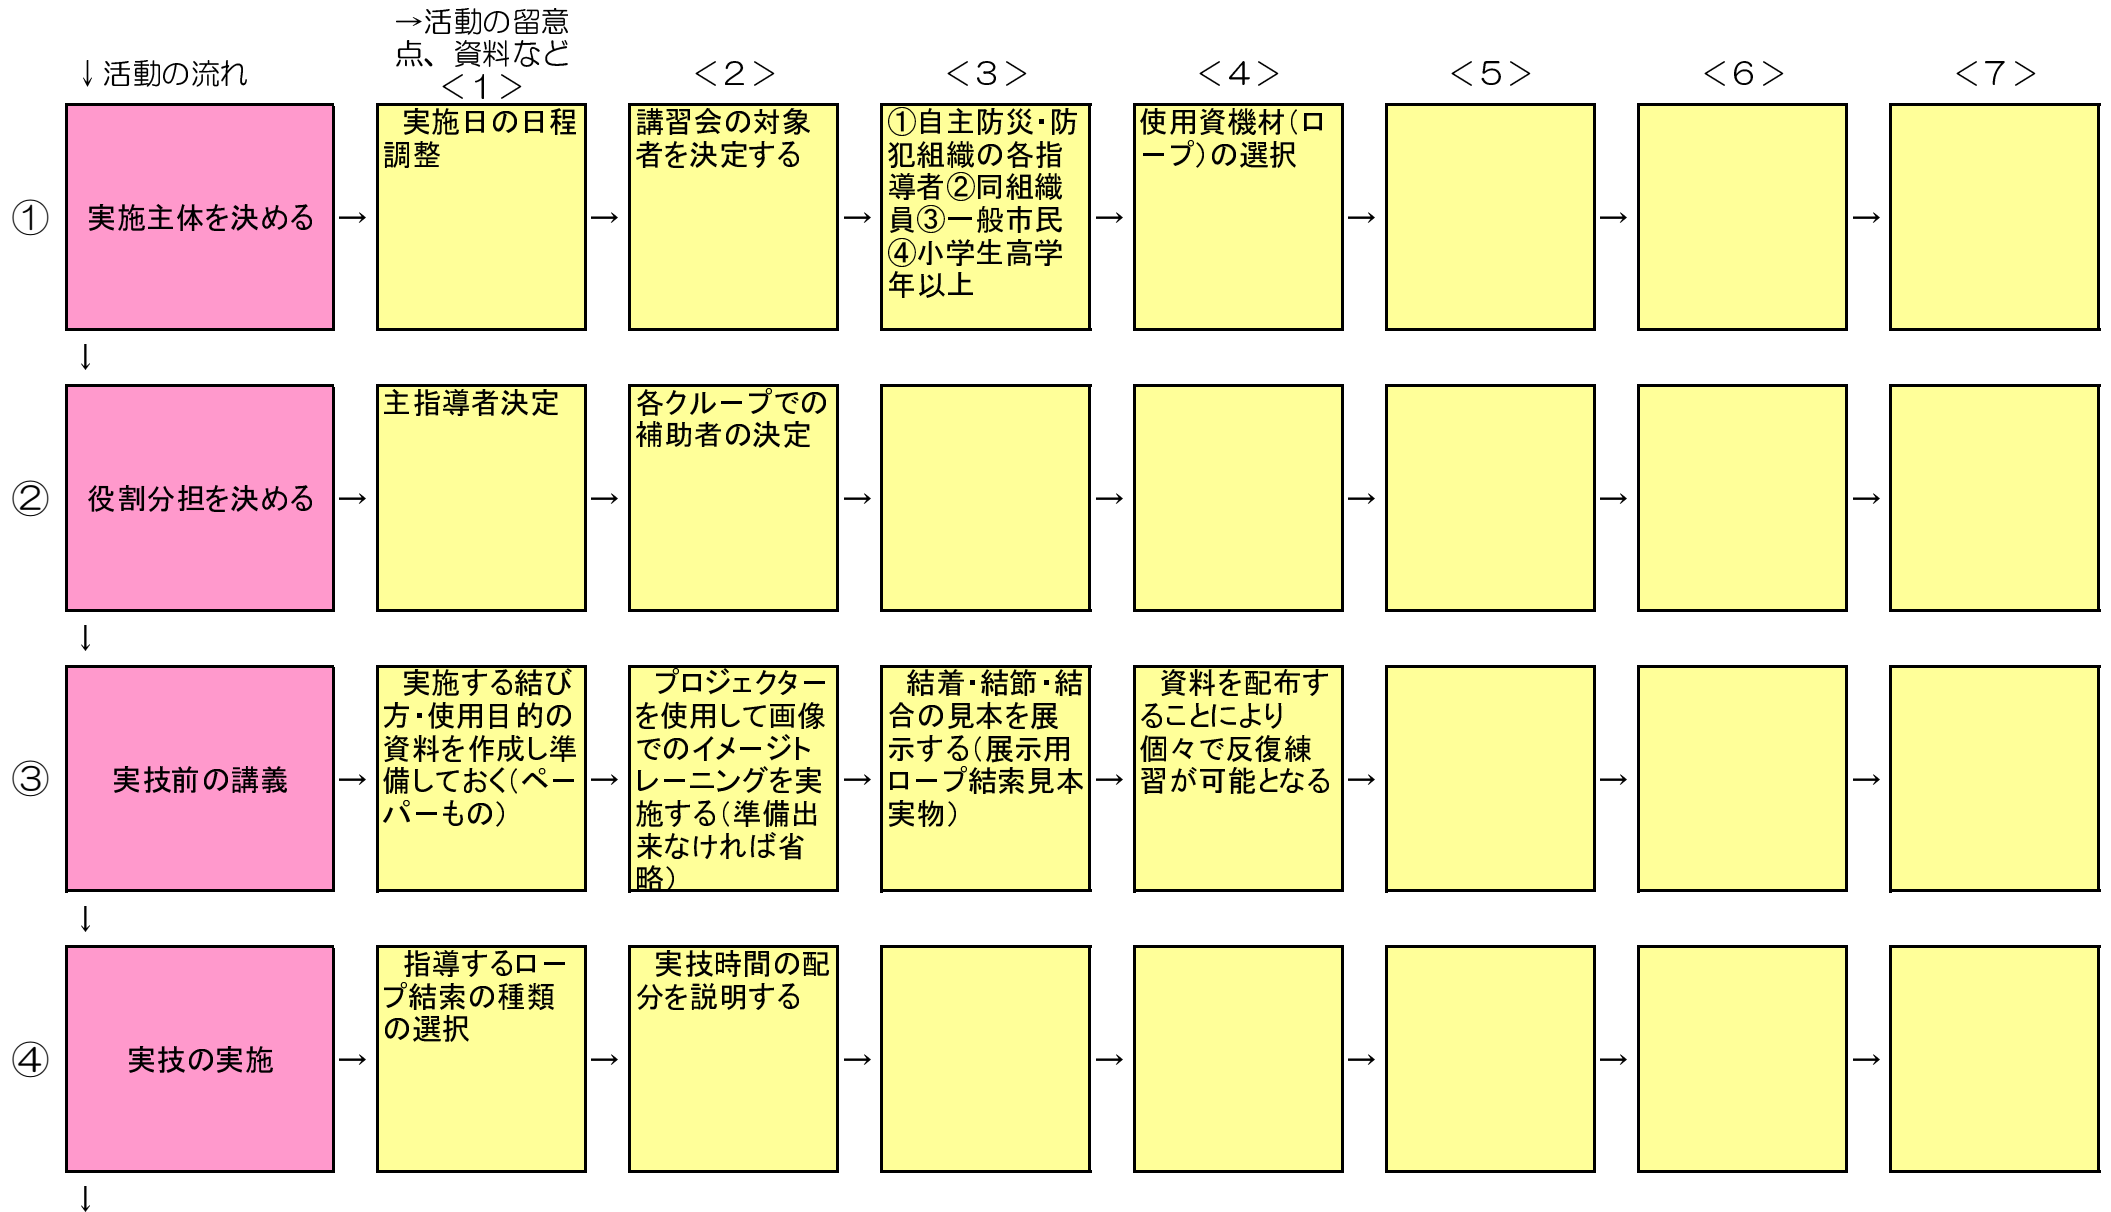 →活動の留意
点、資料など
↓活動の流れ
＜１＞
＜２＞
＜３＞
＜４＞
＜５＞
＜６＞
＜７＞
①
実施主体を決める
→
実施日の日程
調整
→
講習会の対象
者を決定する
→
①自主防災・防
犯組織の各指
導者②同組織
員③一般市民
④小学生高学
年以上
→
使用資機材（ロ
ープ）の選択
→
→
→
↓
②
役割分担を決める
→
主指導者決定
→
各クループでの
補助者の決定
→
→
→
→
→
↓
③
実技前の講義
→
実施する結び
方・使用目的の
資料を作成し準
備しておく（ペー
パーもの）
→
プロジェクター
を使用して画像
でのイメージト
レーニングを実
施する（準備出
来なければ省
略）
→
結着・結節・結
合の見本を展
示する（展示用
ロープ結索見本
実物）
→
資料を配布す
ることにより
個々で反復練
習が可能となる
→
→
→
↓
④
実技の実施
→
指導するロー
プ結索の種類
の選択
→
実技時間の配
分を説明する
→
→
→
→
→
↓